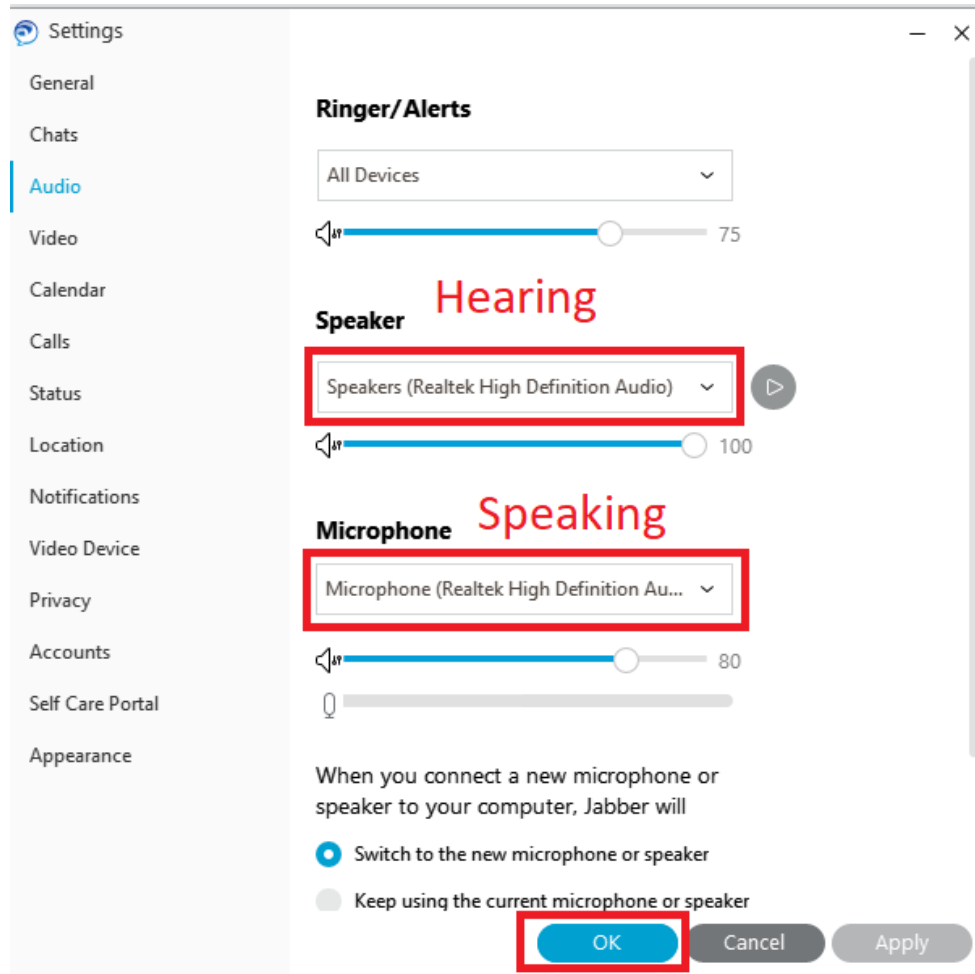 Settings
General
Chats
Audio
Video
Calendar
Calls
Status
Location
Notifications
Video Device
Privacy
Accounts
Self Care Portal
Appearance
Ringer/Alerts
All Devices
75
Hearing
Speaker
Speakers (Realtek High Definition Audio)
100
Speaking
Microphone
Microphone (Realtek High Definition Au...
80
When you connect a new microphone or
speaker to your computer, Jabber will
Switch to the new microphone or speaker
Keep using the current microphone or speaker
OK
Cancel
Apply